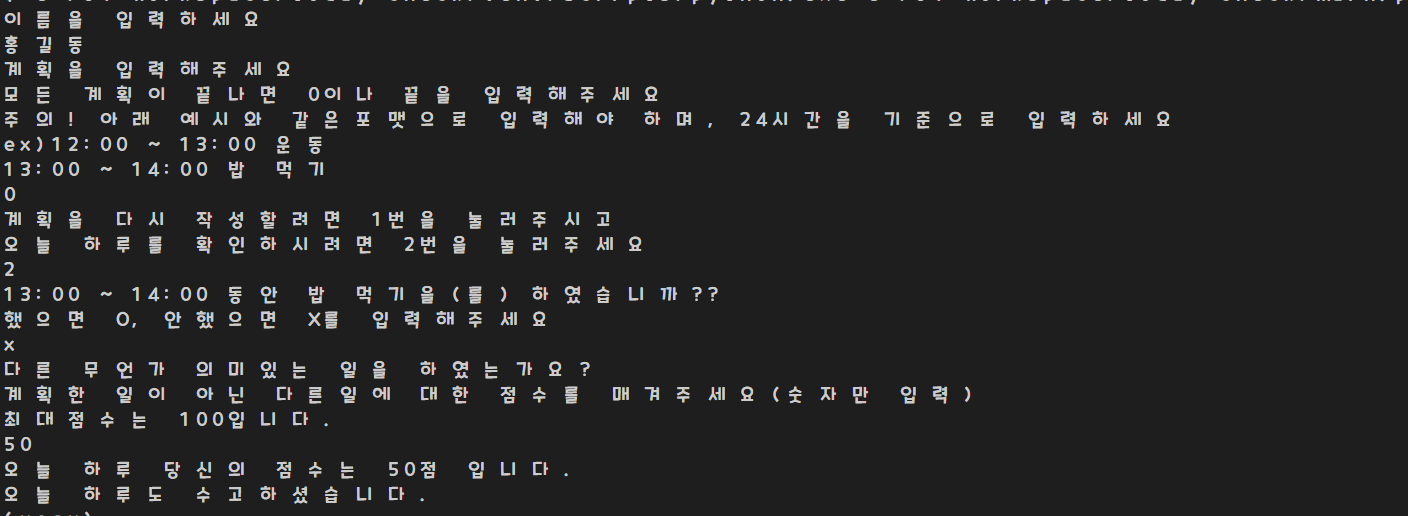 이름을 입력하세요
홍길동
계획을 입력해주세요
모든 계획이 끝나면 0이나 끝을 입력해주세요
주의! 아래 예시와 같은포맷으로 입력해야 하며, 24시간을 기준으로 입력하세요
ex)12:00 ~ 13:00 운동
13:00 ~ 14:00 밥 먹기
0
계획을 다시 작성할려면 1번을 눌러주시고
오늘 하루를 확인하시려면 2번을 눌러주세요
2
13:00 ~ 14:00 동안 밥 먹기을(를) 하였습니까??
했으면 O, 안했으면 X를 입력해주세요
x
다른 무언가 의미있는 일을 하였는가요?
계획한 일이 아닌 다른일에 대한 점수를 매겨주세요(숫자만 입력)
최대점수는 100입니다.
50
오늘 하루 당신의 점수는 50점 입니다.
오늘 하루도 수고하셨습니다.